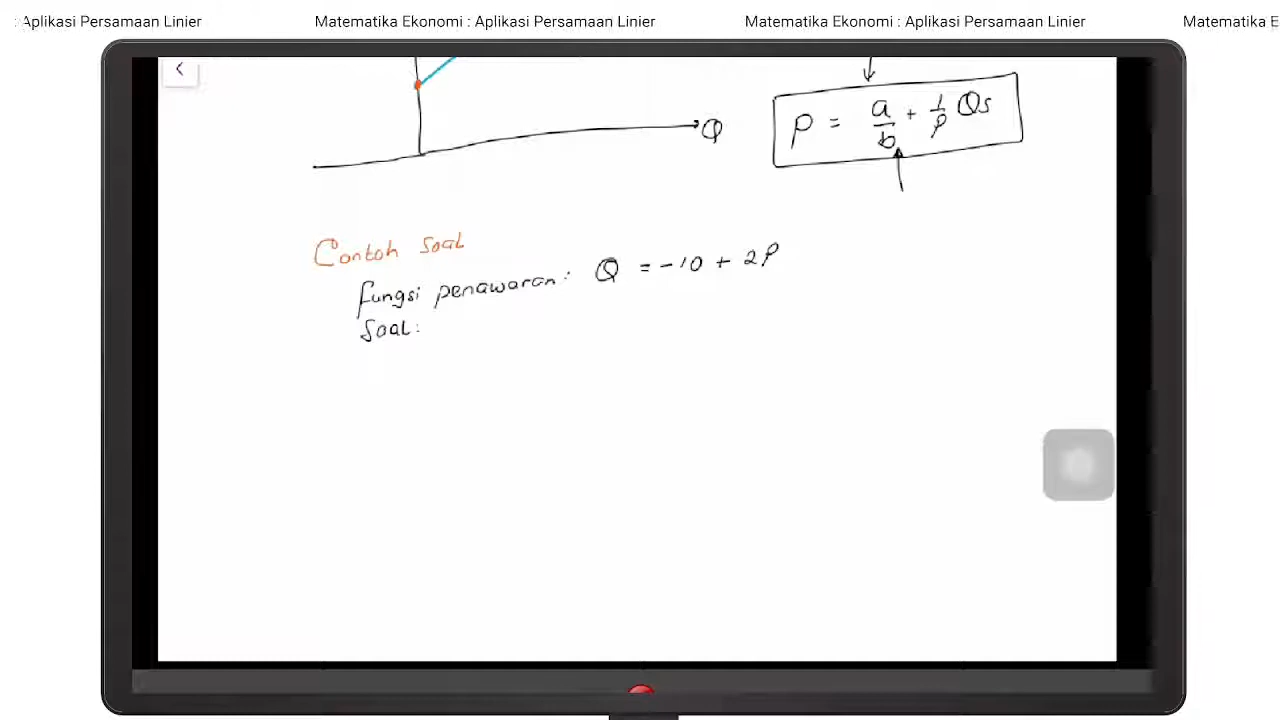 Aplikasi Persamaan Linier Matematika Ekonomi : Aplikasi Persamaan Linier Matematika Ekonomi : Aplikasi Persamaan Linier Matematika E
P = a/b + 1/P Qs
Q
Contoh Soal
fungsi penawaran : Q = -10 + 2P
Soal :